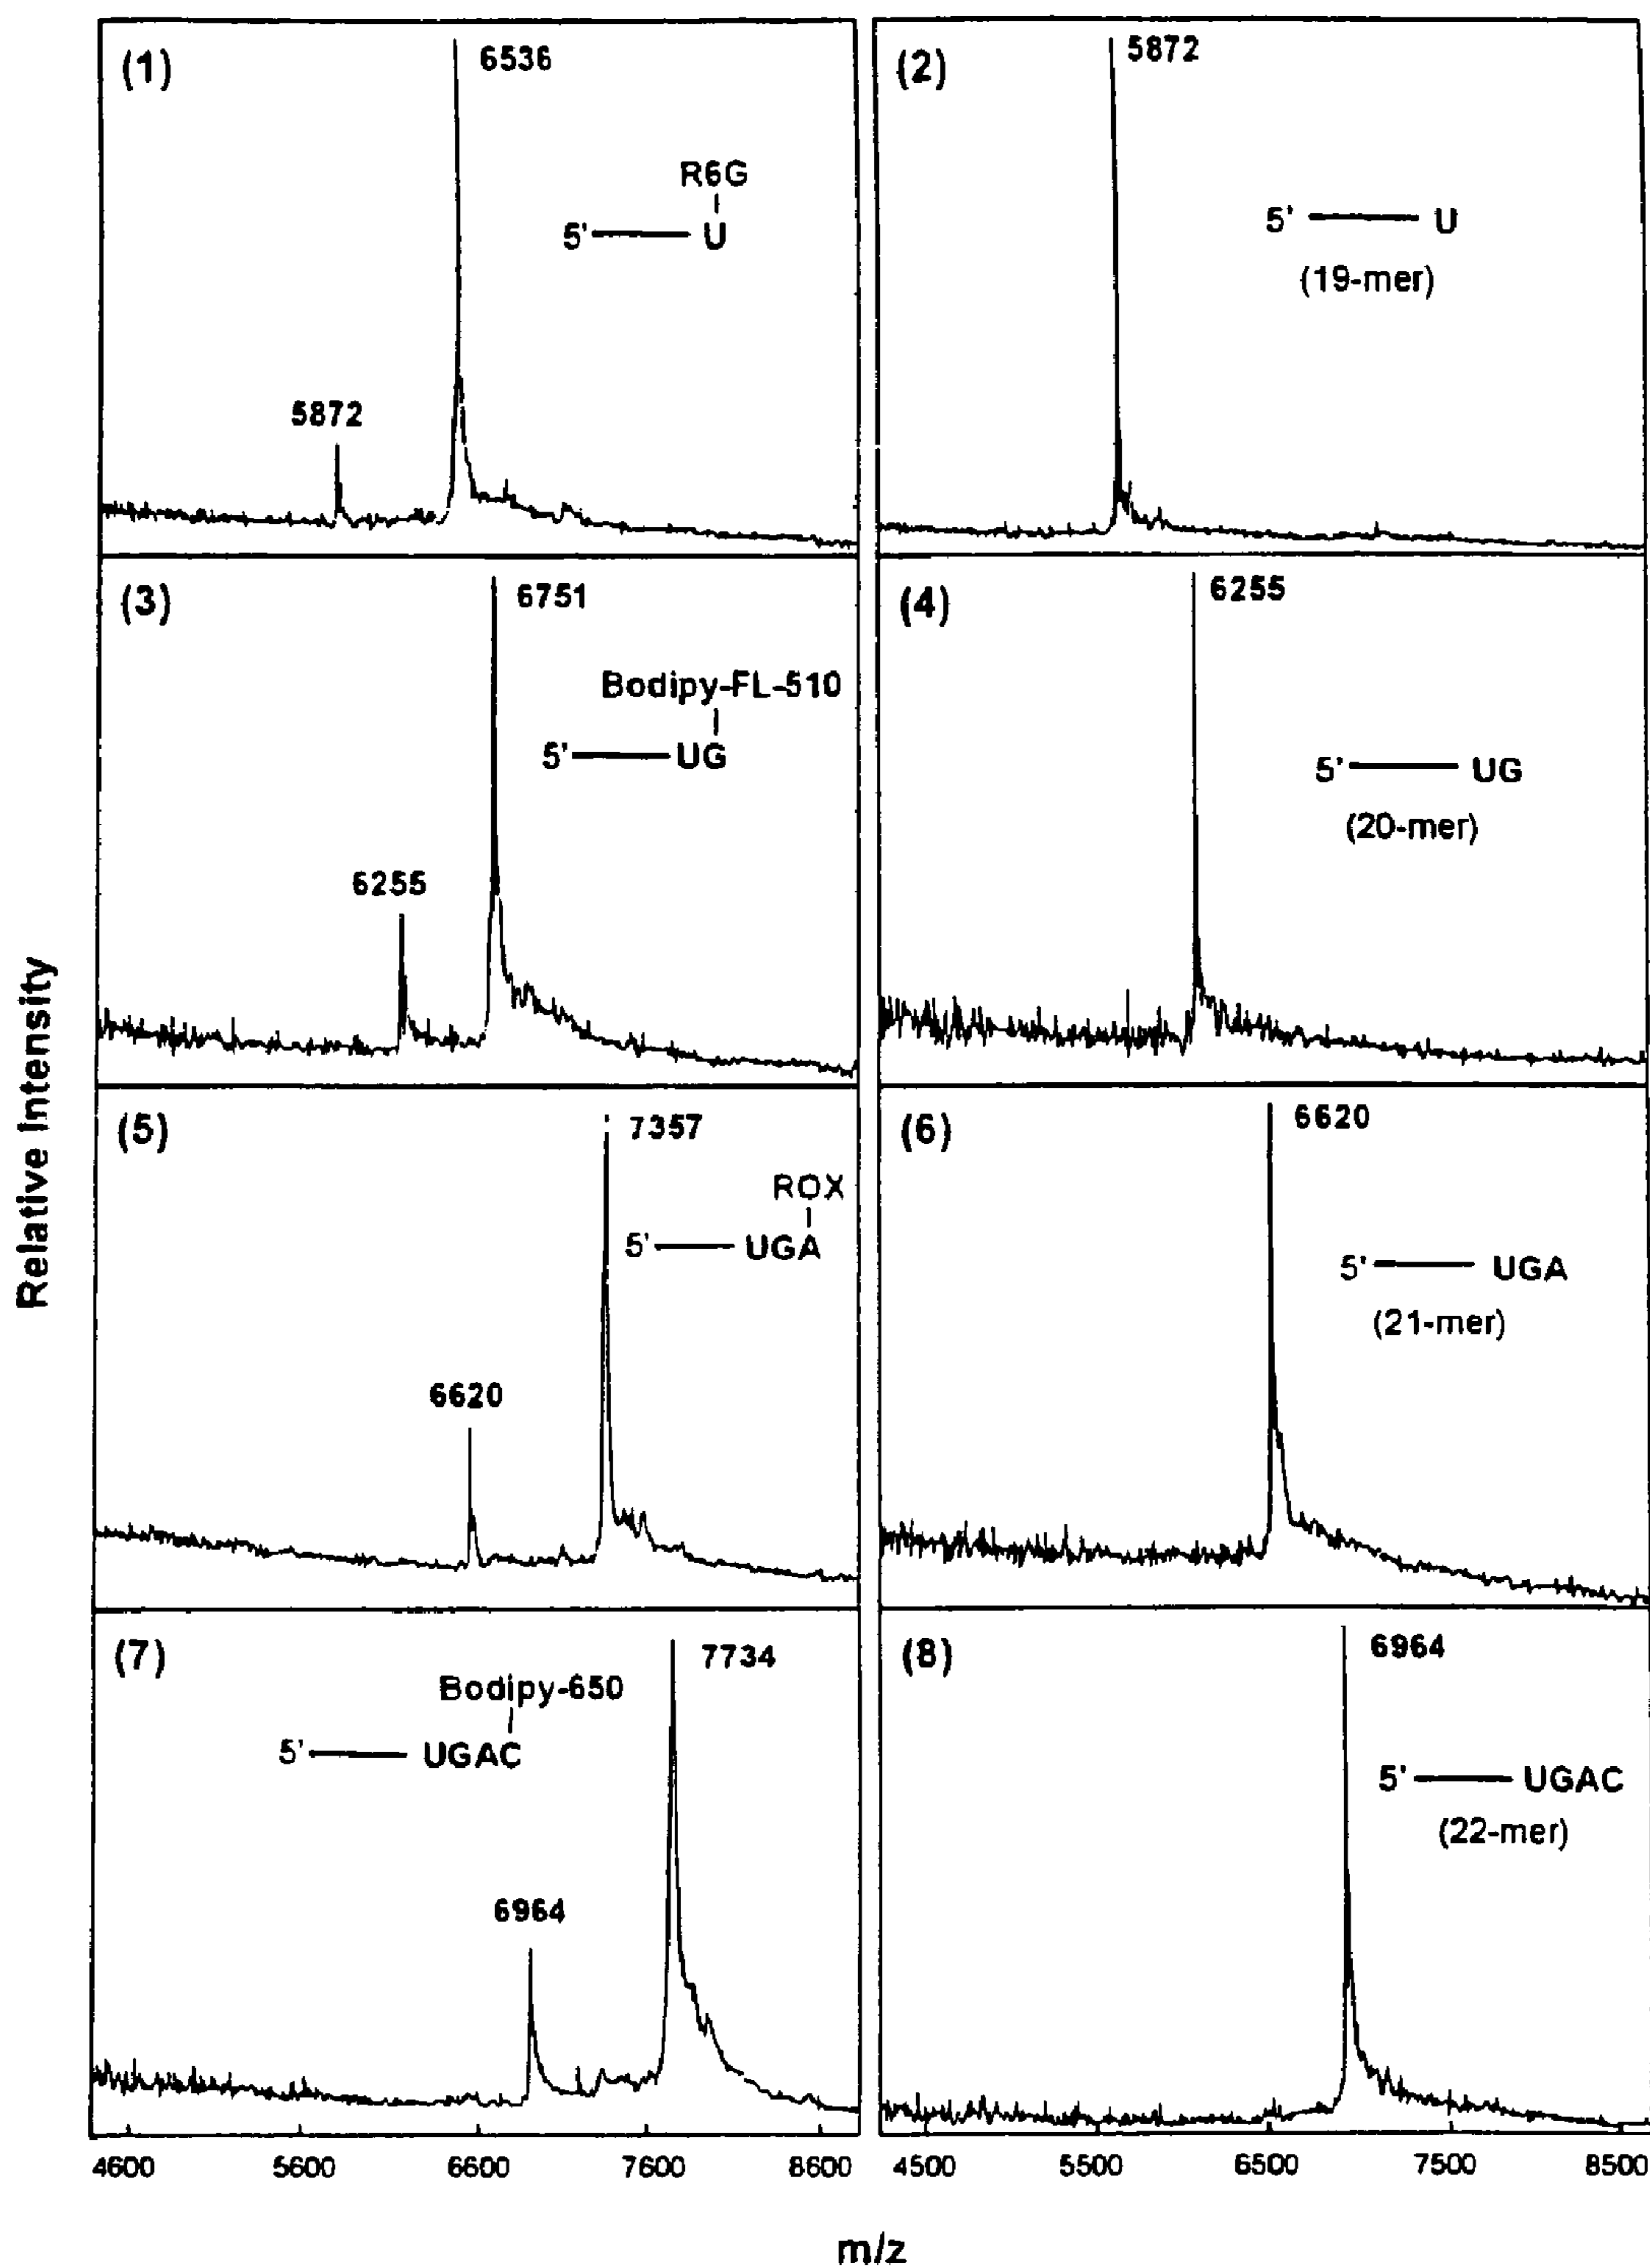 Relative Intensity
(1)
6536
R6G
5' U
5872
(2)
5872
5' U
(19-mer)
(3)
6751
Bodipy-FL-510
5' UG
6255
(4)
6255
5' UG
(20-mer)
(5)
7357
ROX
5' UGA
6620
(6)
6620
5' UGA
(21-mer)
(7)
7734
Bodipy-650
5' UGAC
6964
(8)
6964
5' UGAC
(22-mer)
4600 5600 6600 7600 8600
4500 5500 6500 7500 8500
m/z